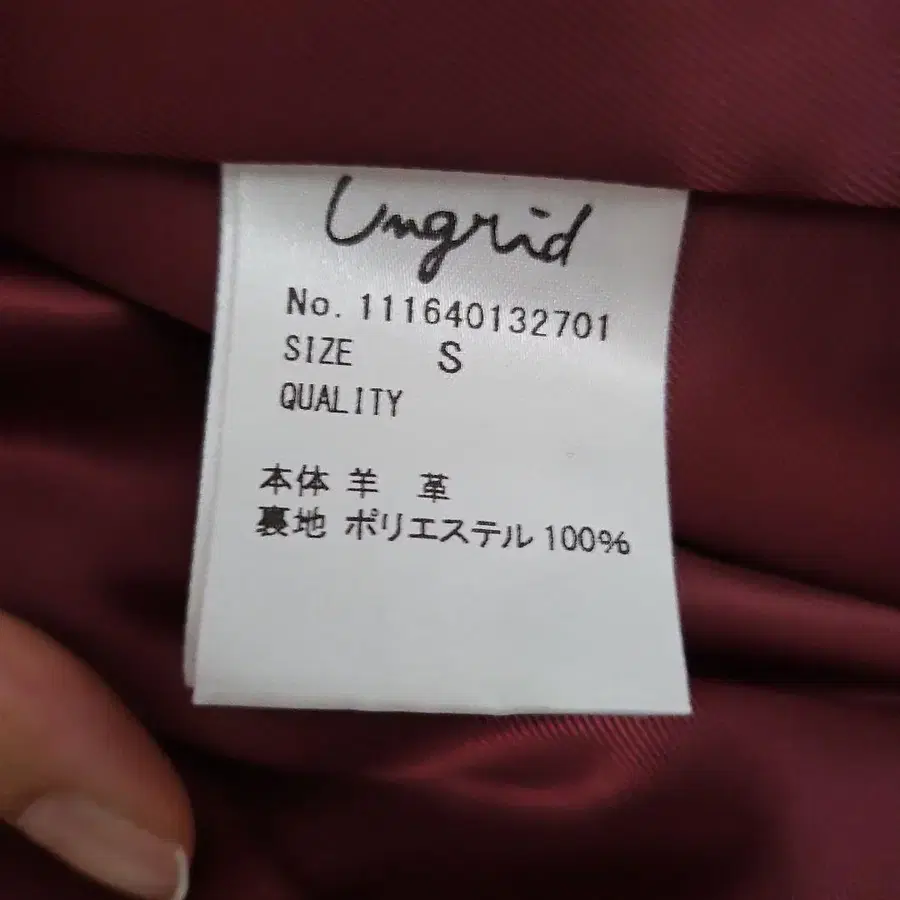 Ungrid
No. 111640132701
SIZE S
QUALITY
本体 羊 革
裏地 ポリエステル 100%